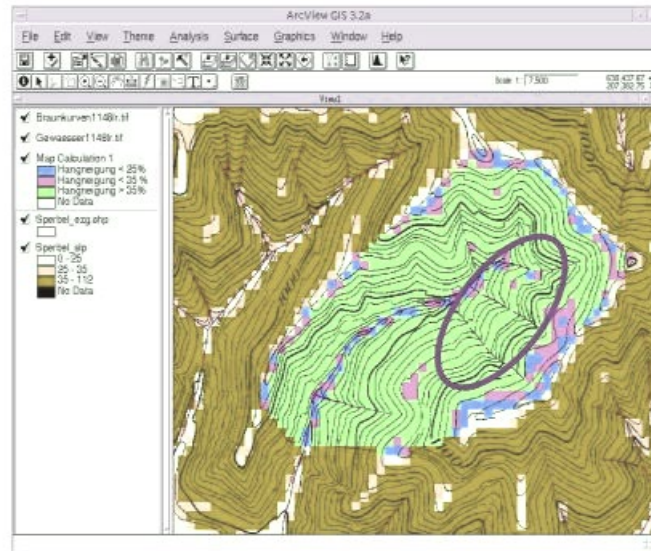 ArcView GIS 3.2a
File Edit View Theme Analysis Surface Graphics Window Help
Scale 1: 7,500
View1
Braunkurven1148lr.tif
Gewaesser1148lr.tif
Map Calculation 1
Hangneigung < 25%
Hangneigung < 35 %
Hangneigung > 35%
No Data
Sperbel_ezg.shp
Sperbel_slp
0 - 25
25 - 35
35 - 112
No Data